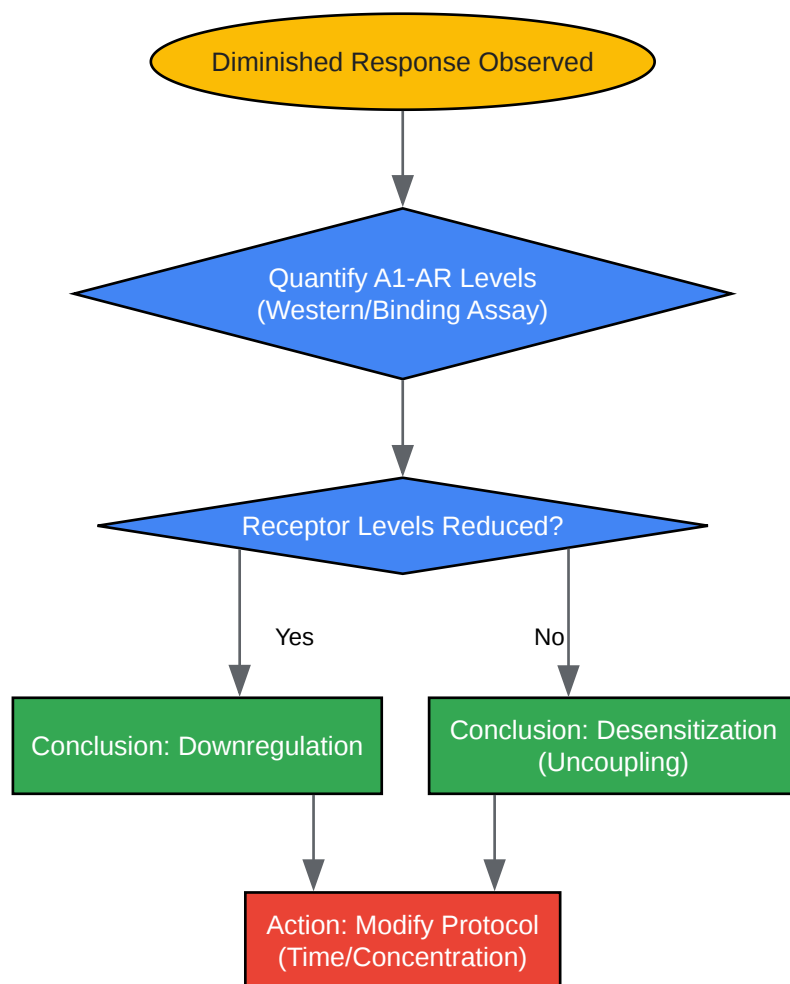 Diminished Response Observed
Quantify A1-AR Levels
(Western/Binding Assay)
Receptor Levels Reduced?
Yes
No
Conclusion: Downregulation
Conclusion: Desensitization
(Uncoupling)
Action: Modify Protocol
(Time/Concentration)